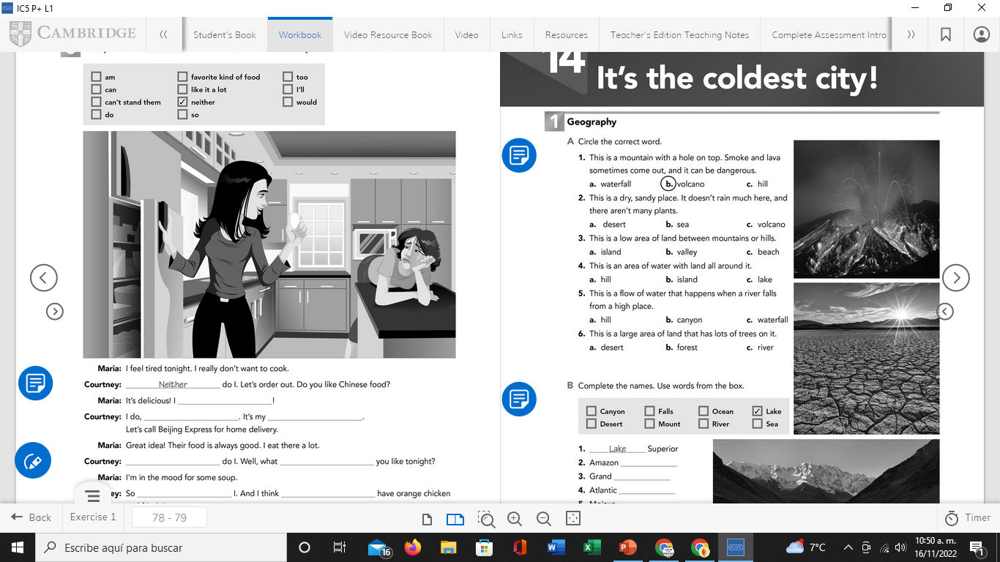 IC5 P+ L1
CAMBRIDGE
Student's Book
Workbook
Video Resource Book
Video
Links
Resources
Teacher's Edition Teaching Notes
Complete Assessment Intro
am
can
can't stand them
do
favorite kind of food
like it a lot
neither
so
too
I'll
would
Maria: I feel tired tonight. I really don't want to cook.
Courtney: Neither do I. Let's order out. Do you like Chinese food?
Maria: It's delicious! I ____________________!
Courtney: I do, ____________________. It's my ____________________.
Let's call Beijing Express for home delivery.
Maria: Great idea! Their food is always good. I eat there a lot.
Courtney: ____________________ do I. Well, what ____________________ you like tonight?
Maria: I'm in the mood for some soup.
ey: So ____________________ I. And I think ____________________ have orange chicken
14 It's the coldest city!
1 Geography
A Circle the correct word.
1. This is a mountain with a hole on top. Smoke and lava
sometimes come out, and it can be dangerous.
a. waterfall b. volcano c. hill
2. This is a dry, sandy place. It doesn't rain much here, and
there aren't many plants.
a. desert b. sea c. volcano
3. This is a low area of land between mountains or hills.
a. island b. valley c. beach
4. This is an area of water with land all around it.
a. hill b. island c. lake
5. This is a flow of water that happens when a river falls
from a high place.
a. hill b. canyon c. waterfall
6. This is a large area of land that has lots of trees on it.
a. desert b. forest c. river
B Complete the names. Use words from the box.
Canyon Falls Ocean Lake
Desert Mount River Sea
1. Lake Superior
2. Amazon ____________
3. Grand ____________
4. Atlantic ____________
Back
Exercise 1
78 - 79
Timer
Escribe aquí para buscar
16
7°C
10:50 a. m.
16/11/2022
1